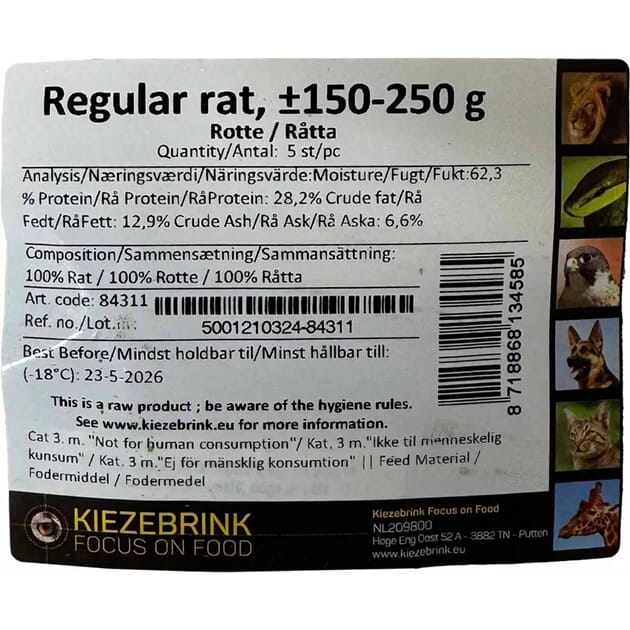 Regular rat, ±150-250 g
Rotte / Råtta
Quantity/Antal: 5 st/pc
Analysis/Næringsværdi/Näringsvärde:Moisture/Fugt/Fukt:62,3
% Protein/Rå Protein/RåProtein: 28,2% Crude fat/Rå
Fedt/RåFett: 12,9% Crude Ash/Rå Ask/Rå Aska: 6,6%
Composition/Sammensætning/Sammansättning:
100% Rat / 100% Rotte / 100% Råtta
Art. code: 84311
Ref. no./Lot.nr:
5001210324-84311
Best Before/Mindst holdbar til/Minst hållbar till:
(-18°C): 23-5-2026
This is a raw product ; be aware of the hygiene rules.
See www.kiezebrink.eu for more information.
Cat 3. m. "Not for human consumption"/ Kat. 3 m."Ikke til menneskelig
kunsum" / Kat. 3 m."Ej för mänsklig konsumtion" || Feed Material /
Fodermiddel / Fodermedel
8 718868 134585
KIEZEBRINK
FOCUS ON FOOD
Kiezebrink Focus on Food
NL209800
Hoge Eng Oost 52 A - 3882 TN - Putten
www.kiezebrink.eu